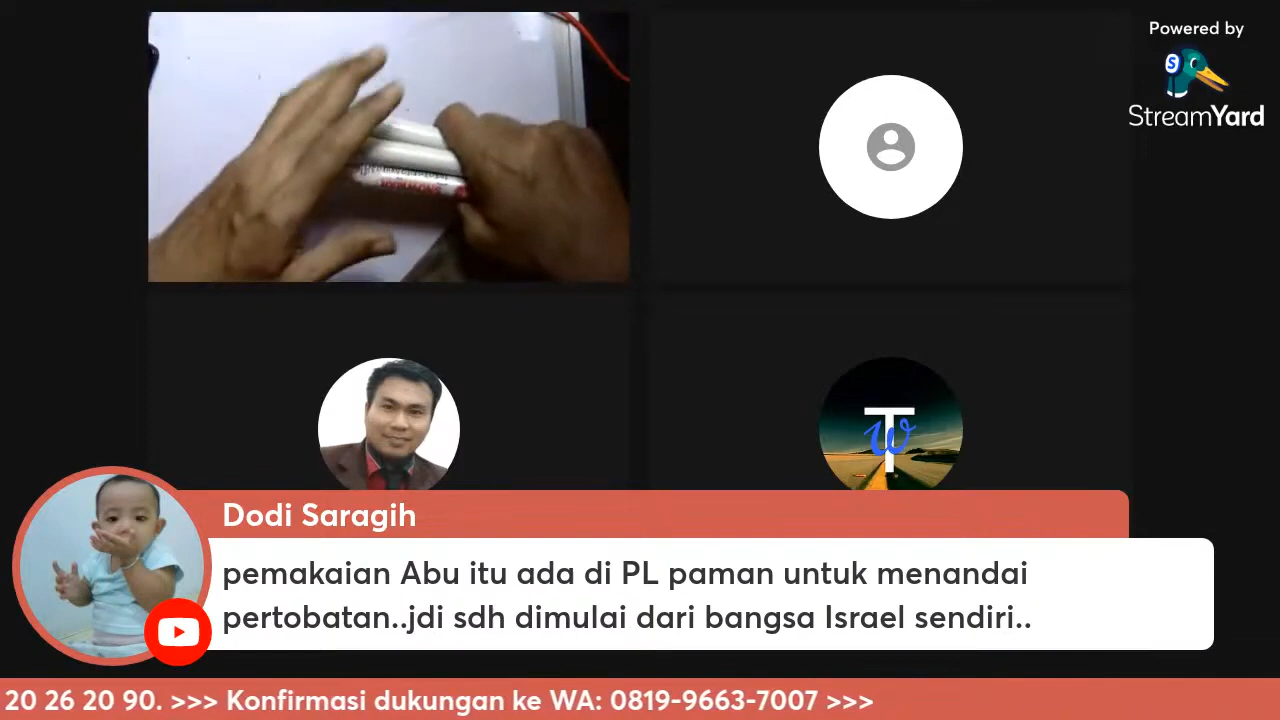 Powered by
S
StreamYard
T
w
Dodi Saragih
pemakaian Abu itu ada di PL paman untuk menandai
pertobatan..jdi sdh dimulai dari bangsa Israel sendiri..
20 26 20 90. >>> Konfirmasi dukungan ke WA: 0819-9663-7007 >>>